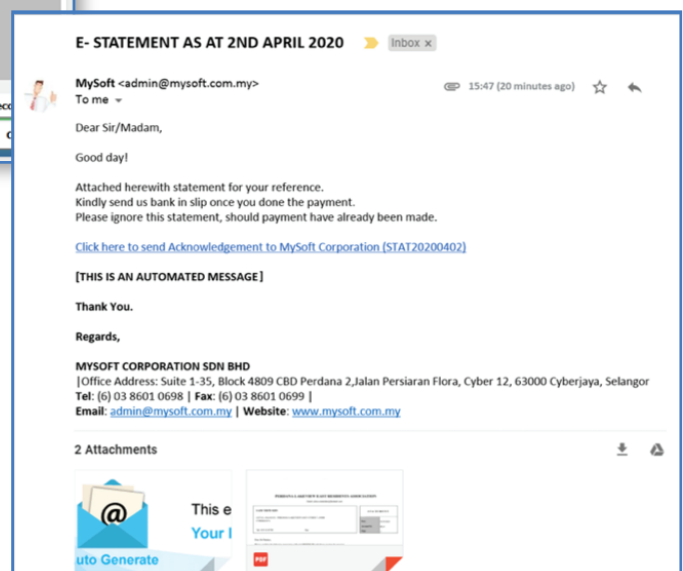 E- STATEMENT AS AT 2ND APRIL 2020 Inbox x
MySoft <admin@mysoft.com.my> 15:47 (20 minutes ago)
To me
Dear Sir/Madam,
Good day!
Attached herewith statement for your reference.
Kindly send us bank in slip once you done the payment.
Please ignore this statement, should payment have already been made.
Click here to send Acknowledgement to MySoft Corporation (STAT20200402)
[THIS IS AN AUTOMATED MESSAGE]
Thank You.
Regards,
MYSOFT CORPORATION SDN BHD
|Office Address: Suite 1-35, Block 4809 CBD Perdana 2,Jalan Persiaran Flora, Cyber 12, 63000 Cyberjaya, Selangor
Tel: (6) 03 8601 0698 | Fax: (6) 03 8601 0699 |
Email: admin@mysoft.com.my | Website: www.mysoft.com.my
2 Attachments
@
This e
Your I
uto Generate
PERDANA LAKEVIEW EAST RESIDENTS ASSOCIATION
PDF